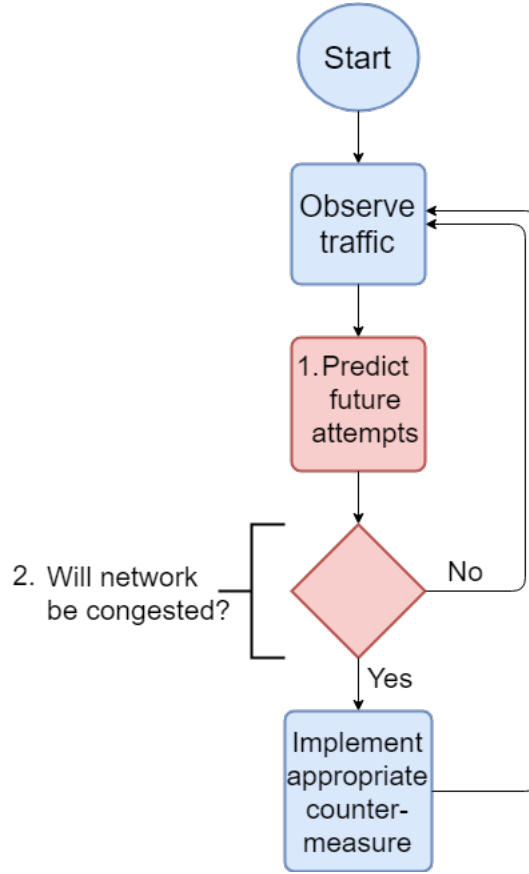 Start
Observe
traffic
1. Predict
future
attempts
2. Will network
be congested?
No
Yes
Implement
appropriate
counter-
measure